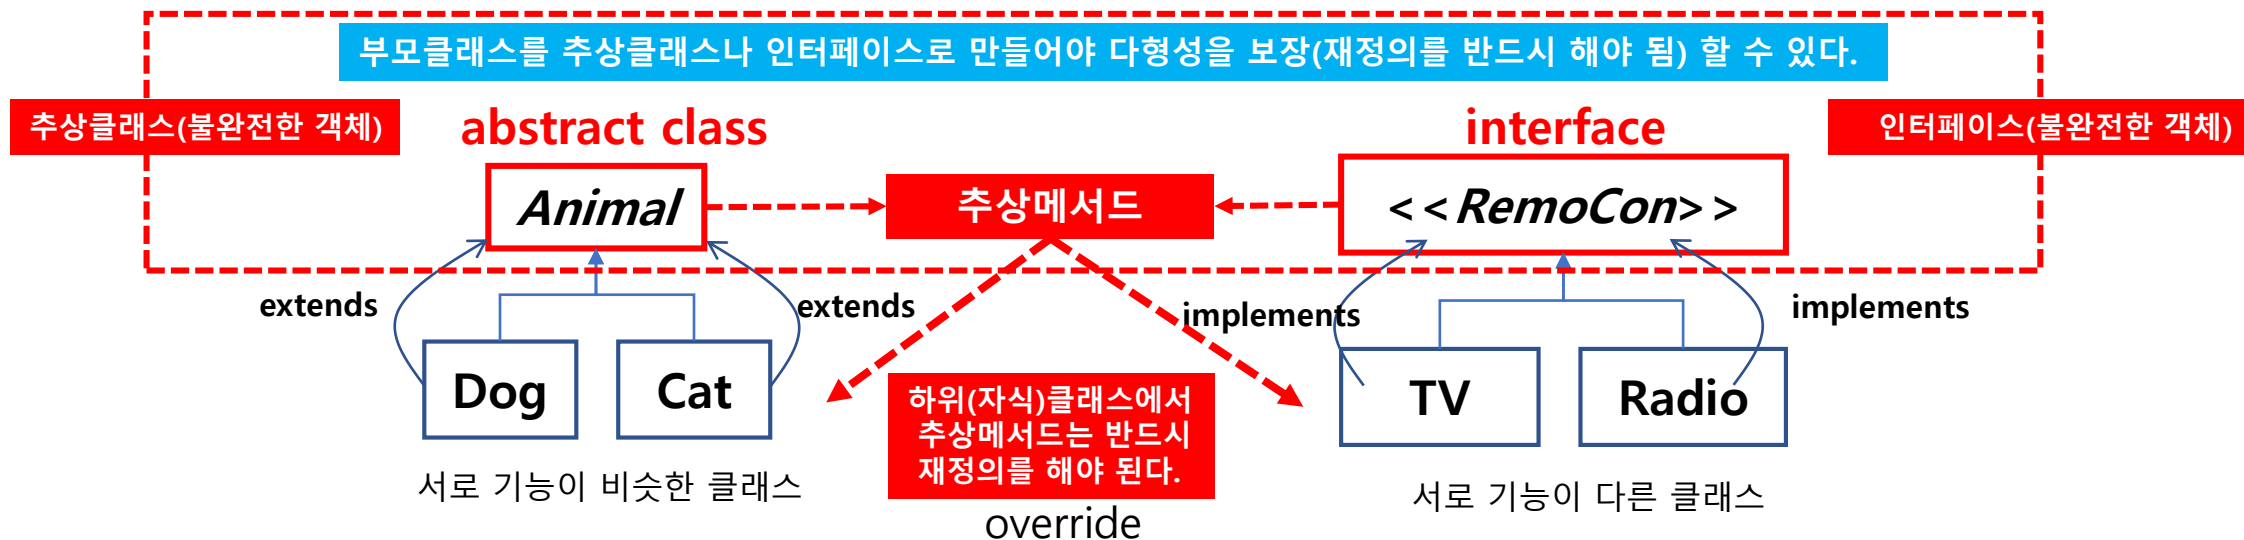 부모클래스를 추상클래스나 인터페이스로 만들어야 다형성을 보장(재정의를 반드시 해야 됨) 할 수 있다.
추상클래스(불완전한 객체)
abstract class
interface
인터페이스(불완전한 객체)
Animal
추상메서드
<<RemoCon>>
extends
extends
implements
implements
Dog
Cat
하위(자식)클래스에서
추상메서드는 반드시
재정의를 해야 된다.
TV
Radio
서로 기능이 비슷한 클래스
override
서로 기능이 다른 클래스